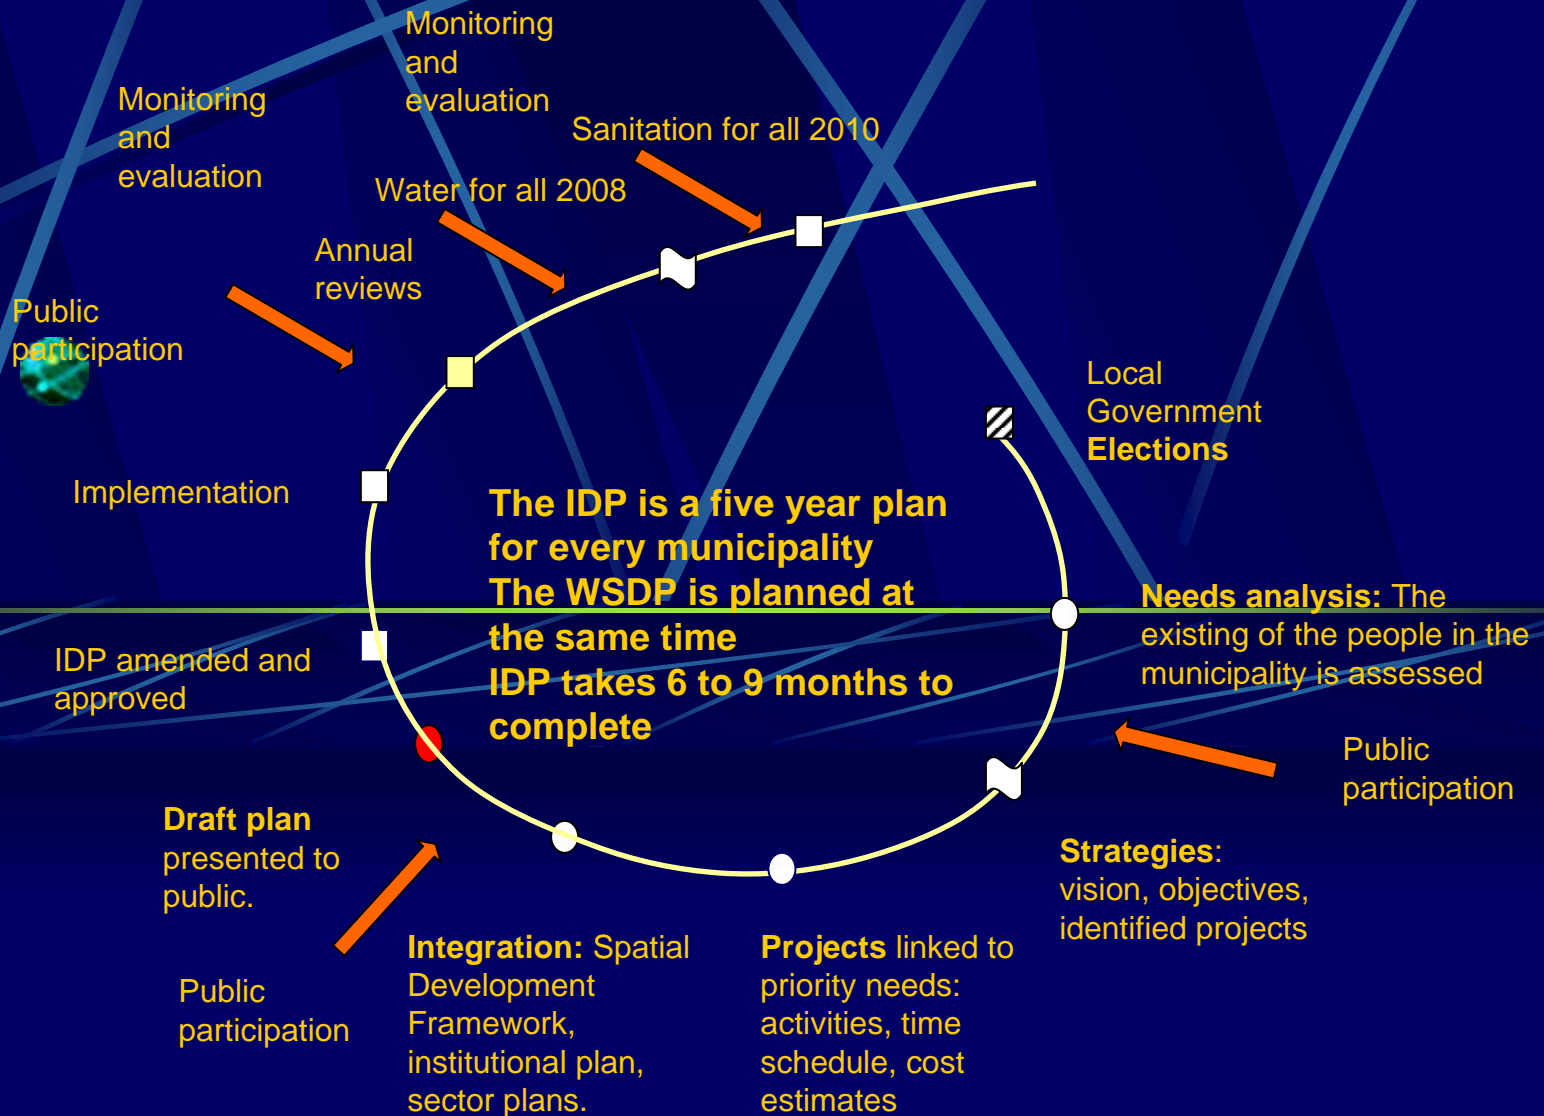 Monitoring
and
evaluation
Monitoring
and
evaluation
Sanitation for all 2010
Water for all 2008
Annual
reviews
Public
participation
Local
Government
Elections
Implementation
The IDP is a five year plan
for every municipality
The WSDP is planned at
the same time
IDP takes 6 to 9 months to
complete
Needs analysis: The
existing of the people in the
municipality is assessed
IDP amended and
approved
Public
participation
Draft plan
presented to
public.
Strategies:
vision, objectives,
identified projects
Public
participation
Integration: Spatial
Development
Framework,
institutional plan,
sector plans.
Projects linked to
priority needs:
activities, time
schedule, cost
estimates